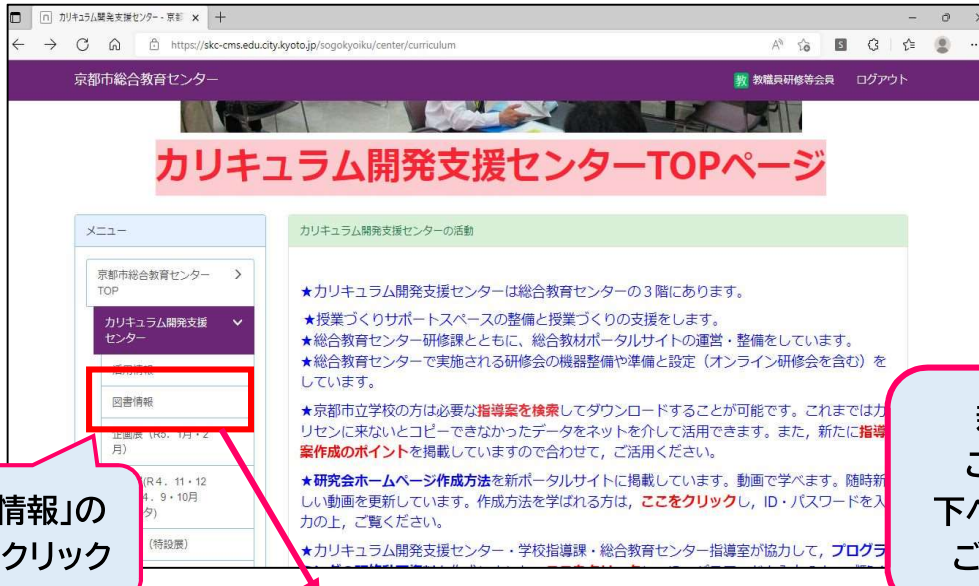 カリキュラム開発支援センター - 京都
https://skc-cms.edu.city.kyoto.jp/sogokyoiku/center/curriculum
京都市総合教育センター
教 教職員研修等会員 ログアウト
カリキュラム開発支援センターTOPページ
メニュー
京都市総合教育センター
TOP
カリキュラム開発支援
センター
活用情報
図書情報
企画展（R5．1月・2
月）
(R4．11・12
4．9・10月
タ)
（特設展）
カリキュラム開発支援センターの活動
★カリキュラム開発支援センターは総合教育センターの３階にあります。
★授業づくりサポートスペースの整備と授業づくりの支援をします。
★総合教育センター研修課とともに、総合教材ポータルサイトの運営・整備をしています。
★総合教育センターで実施される研修会の機器整備や準備と設定（オンライン研修会を含む）を
しています。
★京都市立学校の方は必要な指導案を検索してダウンロードすることが可能です。これまではカ
リセンに来ないとコピーできなかったデータをネットを介して活用できます。また，新たに指導
案作成のポイントを掲載していますので合わせて，ご活用ください。
★研究会ホームページ作成方法を新ポータルサイトに掲載しています。動画で学べます。随時新
しい動画を更新しています。作成方法を学ばれる方は，ここをクリックし，ID・パスワードを入
力の上，ご覧ください。
★カリキュラム開発支援センター・学校指導課・総合教育センター指導室が協力して，プログラ
情報」の
クリック
こ
下へ
ご